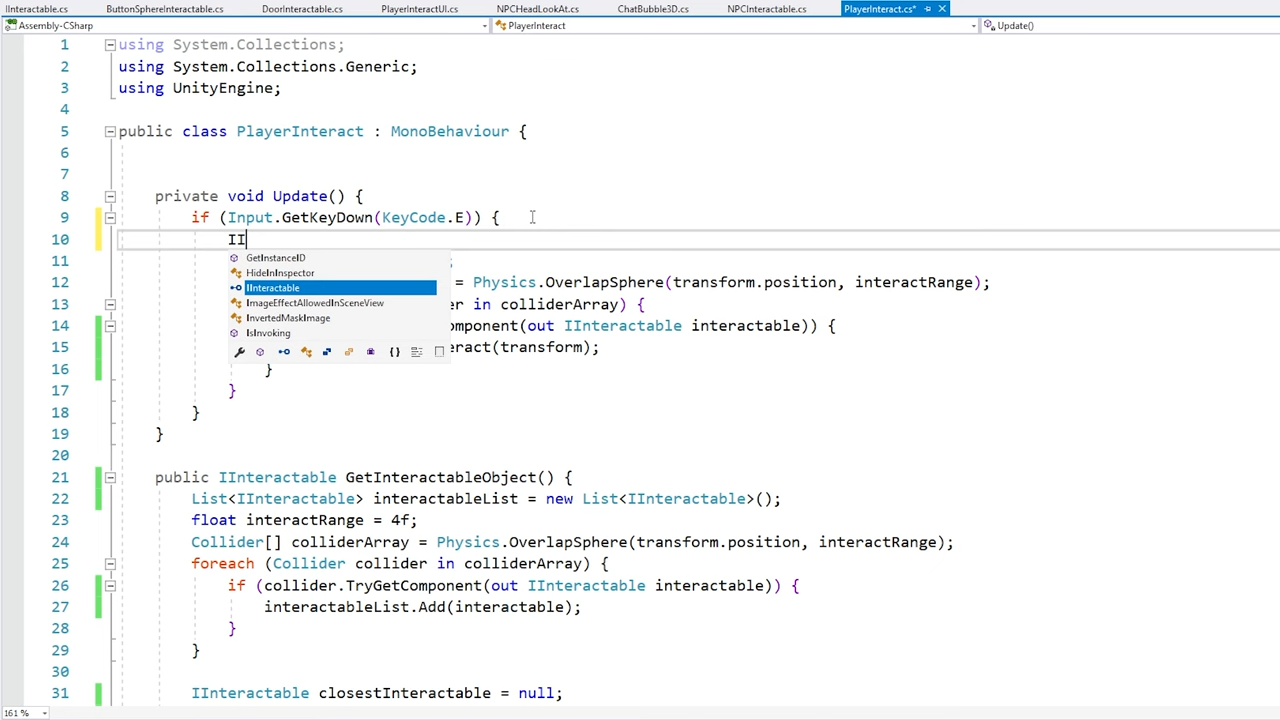 IInteractable.cs ButtonSphereInteractable.cs DoorInteractable.cs PlayerInteractUI.cs NPCHeadLookAt.cs ChatBubble3D.cs NPCInteractable.cs PlayerInteract.cs*
Assembly-CSharp PlayerInteract Update()
1 using System.Collections;
2 using System.Collections.Generic;
3 using UnityEngine;
4
5 public class PlayerInteract : MonoBehaviour {
6
7
8 private void Update() {
9 if (Input.GetKeyDown(KeyCode.E)) {
10 II
GetInstanceID
11
HideInInspector
12 = Physics.OverlapSphere(transform.position, interactRange);
IInteractable
13 er in colliderArray) {
ImageEffectAllowedInSceneView
InvertedMaskImage
14 omponent(out IInteractable interactable)) {
IsInvoking
15 eract(transform);
16 }
17 }
18 }
19 }
20
21 public IInteractable GetInteractableObject() {
22 List<IInteractable> interactableList = new List<IInteractable>();
23 float interactRange = 4f;
24 Collider[] colliderArray = Physics.OverlapSphere(transform.position, interactRange);
25 foreach (Collider collider in colliderArray) {
26 if (collider.TryGetComponent(out IInteractable interactable)) {
27 interactableList.Add(interactable);
28 }
29 }
30
31 IInteractable closestInteractable = null;
161 %